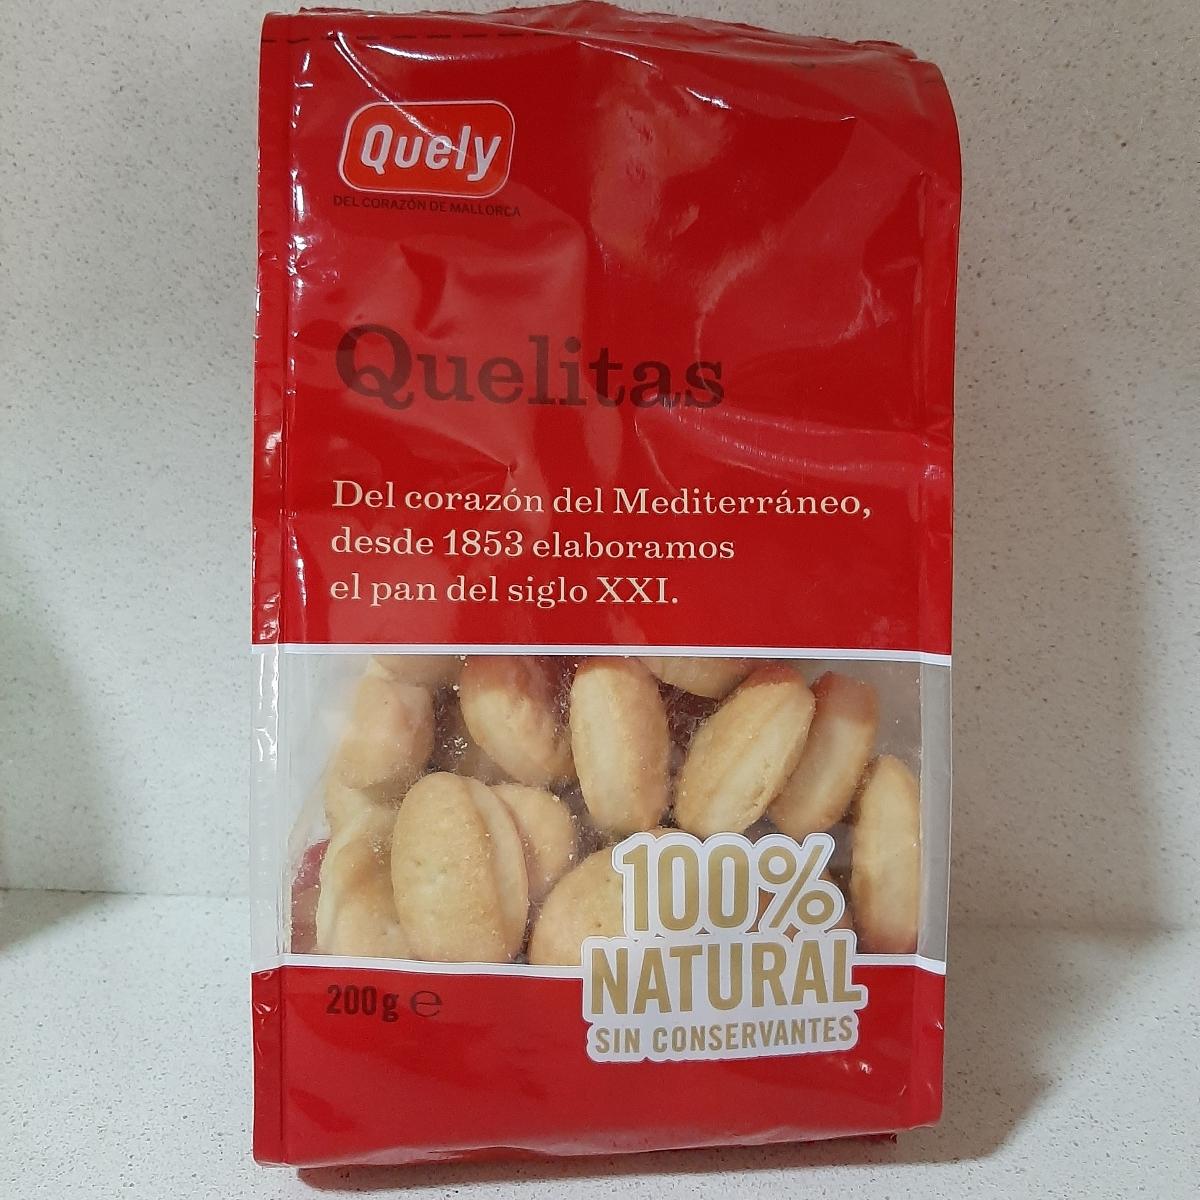 Quely
DEL CORAZÓN DE MALLORCA
Quelitas
Del corazón del Mediterráneo,
desde 1853 elaboramos
el pan del siglo XXI.
100%
NATURAL
SIN CONSERVANTES
200 g ℮